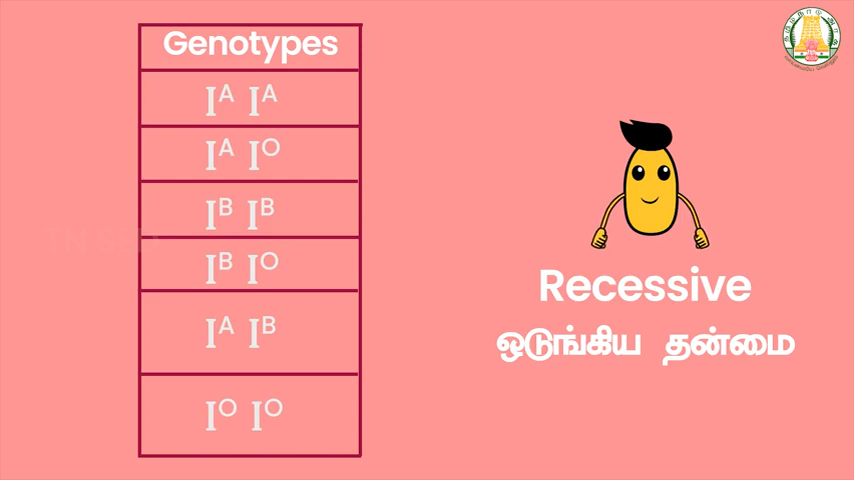 Genotypes
Iᴬ Iᴬ
Iᴬ Iᴼ
Iᴮ Iᴮ
Iᴮ Iᴼ
Iᴬ Iᴮ
Iᴼ Iᴼ
Recessive
ஒடுங்கிய தன்மை